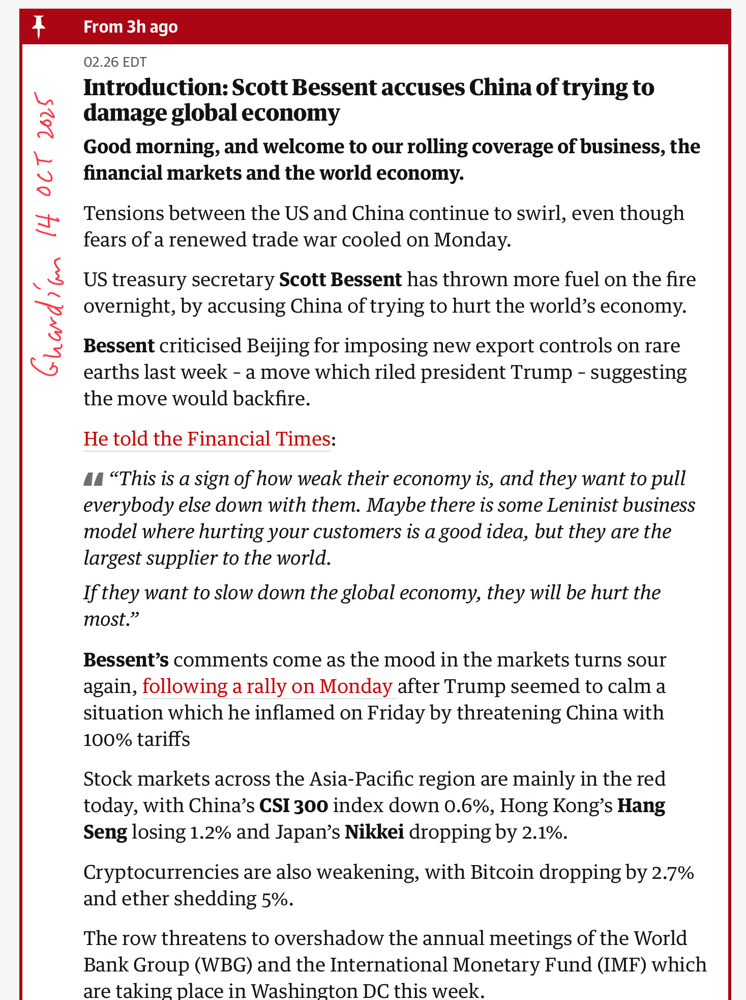 From 3h ago
02.26 EDT
Introduction: Scott Bessent accuses China of trying to
damage global economy
Good morning, and welcome to our rolling coverage of business, the
financial markets and the world economy.
Tensions between the US and China continue to swirl, even though
fears of a renewed trade war cooled on Monday.
US treasury secretary Scott Bessent has thrown more fuel on the fire
overnight, by accusing China of trying to hurt the world’s economy.
Bessent criticised Beijing for imposing new export controls on rare
earths last week – a move which riled president Trump – suggesting
the move would backfire.
He told the Financial Times:
“This is a sign of how weak their economy is, and they want to pull
everybody else down with them. Maybe there is some Leninist business
model where hurting your customers is a good idea, but they are the
largest supplier to the world.
If they want to slow down the global economy, they will be hurt the
most.”
Bessent’s comments come as the mood in the markets turns sour
again, following a rally on Monday after Trump seemed to calm a
situation which he inflamed on Friday by threatening China with
100% tariffs
Stock markets across the Asia-Pacific region are mainly in the red
today, with China’s CSI 300 index down 0.6%, Hong Kong’s Hang
Seng losing 1.2% and Japan’s Nikkei dropping by 2.1%.
Cryptocurrencies are also weakening, with Bitcoin dropping by 2.7%
and ether shedding 5%.
The row threatens to overshadow the annual meetings of the World
Bank Group (WBG) and the International Monetary Fund (IMF) which
are taking place in Washington DC this week.
Guardian 14 OCT 2025